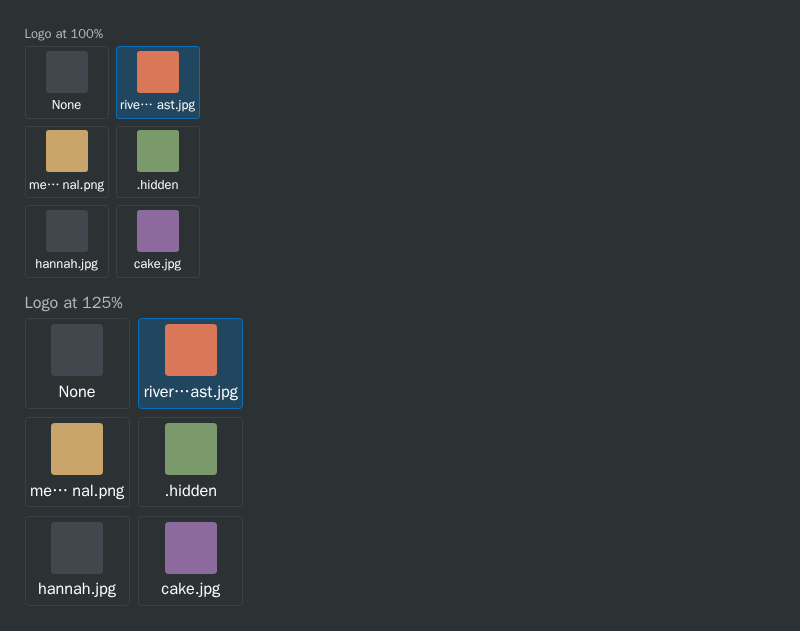 Logo at 100%
None
rive⋯ ast.jpg
me⋯ nal.png
.hidden
hannah.jpg
cake.jpg
Logo at 125%
None
river⋯ast.jpg
me⋯ nal.png
.hidden
hannah.jpg
cake.jpg